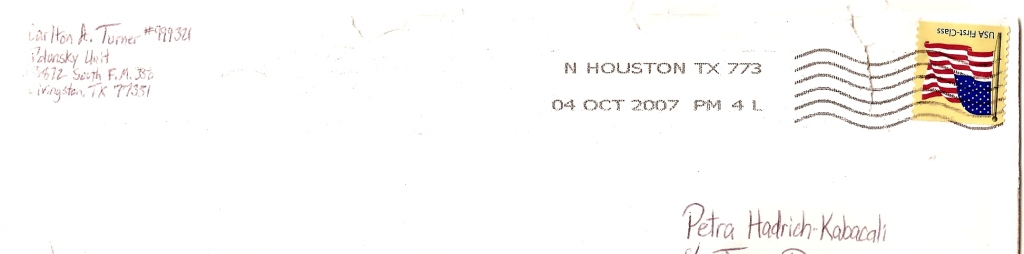 Carlton A. Turner #999321
Polunsky Unit
3872 South F.M. 350
Livingston, TX 77351
N HOUSTON TX 773
04 OCT 2007 PM 4 L
USA First-Class
Petra Hadrich-Kabacali